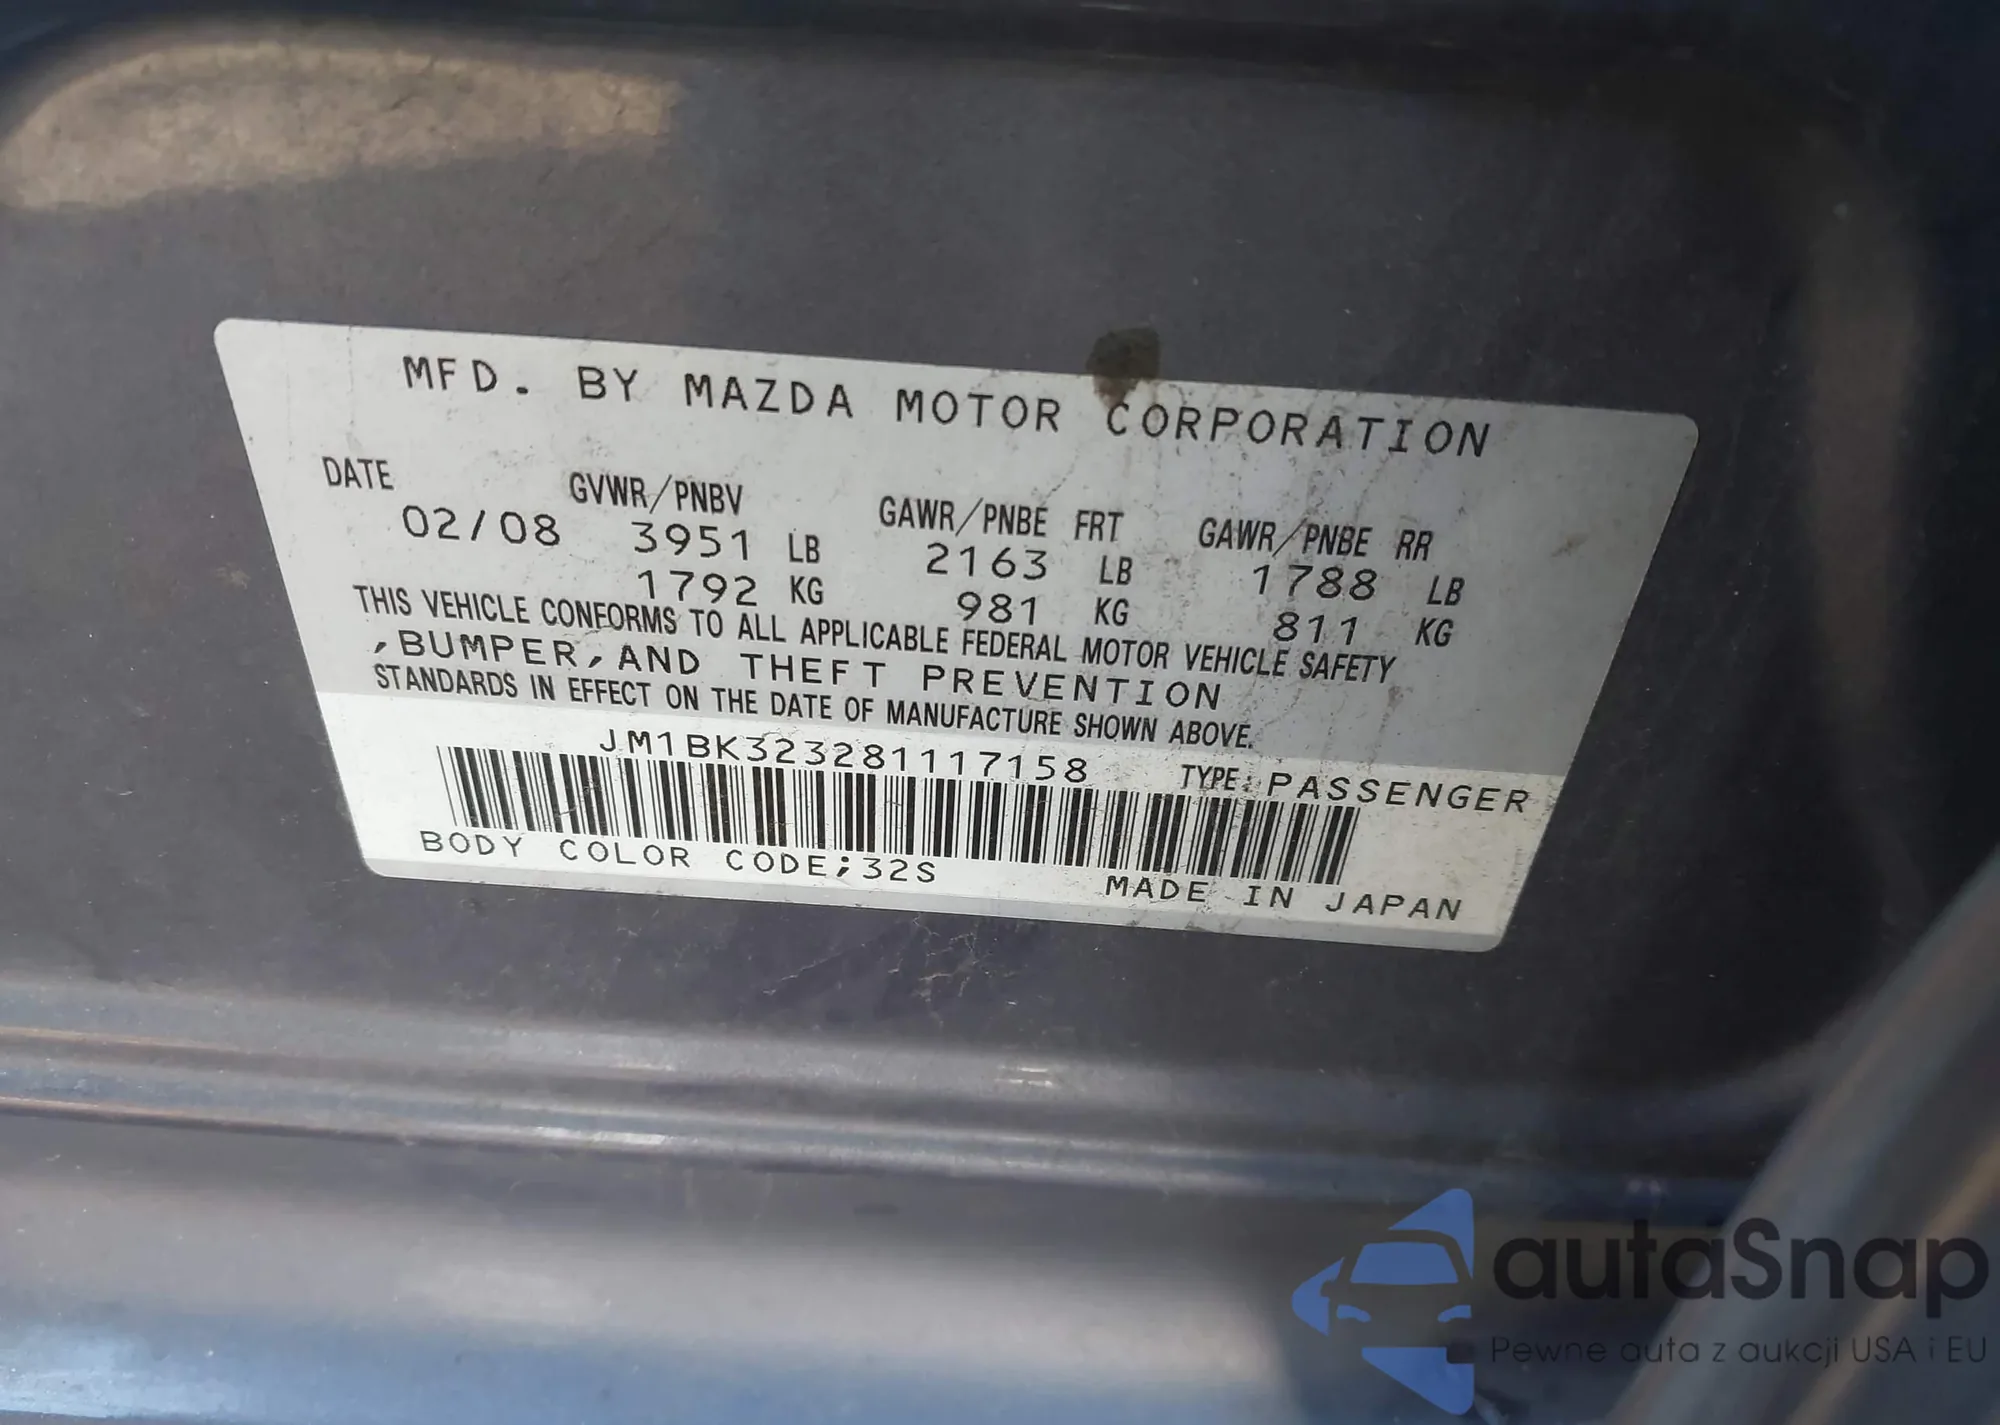 MFD. BY MAZDA MOTOR CORPORATION
DATE GVWR/PNBV GAWR/PNBE FRT GAWR/PNBE RR
02/08 3951 LB 2163 LB 1788 LB
1792 KG 981 KG 811 KG
THIS VEHICLE CONFORMS TO ALL APPLICABLE FEDERAL MOTOR VEHICLE SAFETY
,BUMPER,AND THEFT PREVENTION
STANDARDS IN EFFECT ON THE DATE OF MANUFACTURE SHOWN ABOVE.
JM1BK323281117158 TYPE: PASSENGER
BODY COLOR CODE;32S MADE IN JAPAN
autaSnap
Pewne auta z aukcji USA i EU